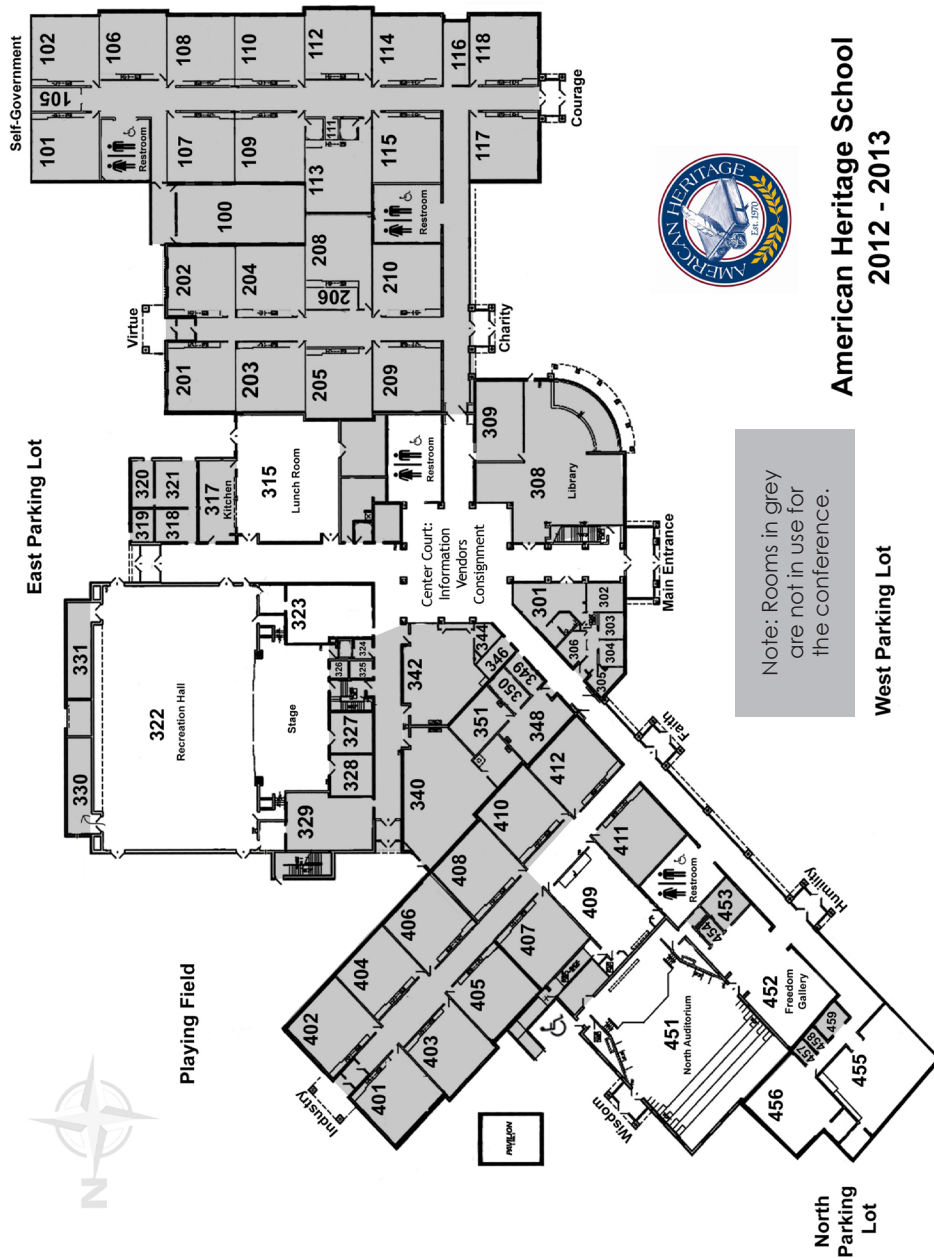 Self-Government
102
106
108
110
112
114
116
118
105
101
Restroom
107
109
111
113
115
117
Courage
100
Restroom
Virtue
202
204
208
206
210
201
203
205
209
Charity
AMERICAN HERITAGE
AMERICAN HERITAGE
Est. 1970
American Heritage School
2012 - 2013
East Parking Lot
320
321
319
318
317
Kitchen
315
Lunch Room
Restroom
309
308
Library
Center Court:
Information
Vendors
Consignment
Main Entrance
301
302
303
304
305
306
Note: Rooms in grey
are not in use for
the conference.
West Parking Lot
331
330
322
Recreation Hall
Stage
323
324
325
326
327
328
329
342
344
346
349
350
351
348
340
Faith
412
410
408
406
404
402
411
409
407
405
403
401
Restroom
453
454
Humility
452
Freedom
Gallery
451
North Auditorium
459
458
457
455
456
Playing Field
Industry
Wisdom
PAVILION
N
North
Parking
Lot